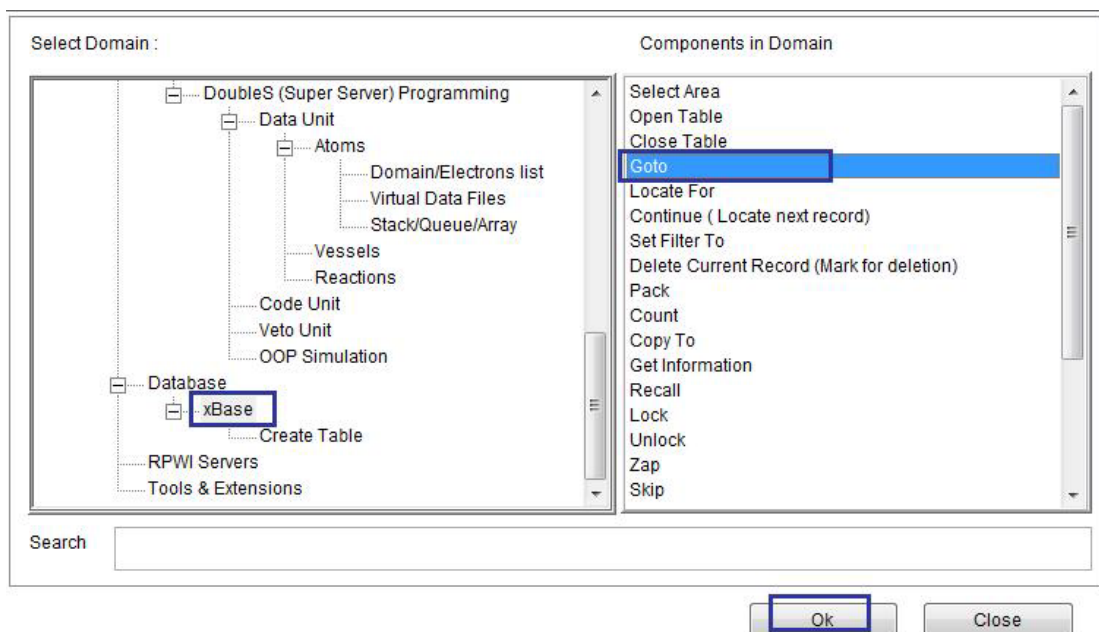 Select Domain :
Components in Domain
DoubleS (Super Server) Programming
Data Unit
Atoms
Domain/Electrons list
Virtual Data Files
Stack/Queue/Array
Vessels
Reactions
Code Unit
Veto Unit
OOP Simulation
Database
xBase
Create Table
RPWI Servers
Tools & Extensions
Select Area
Open Table
Close Table
Goto
Locate For
Continue ( Locate next record)
Set Filter To
Delete Current Record (Mark for deletion)
Pack
Count
Copy To
Get Information
Recall
Lock
Unlock
Zap
Skip
Search
Ok
Close